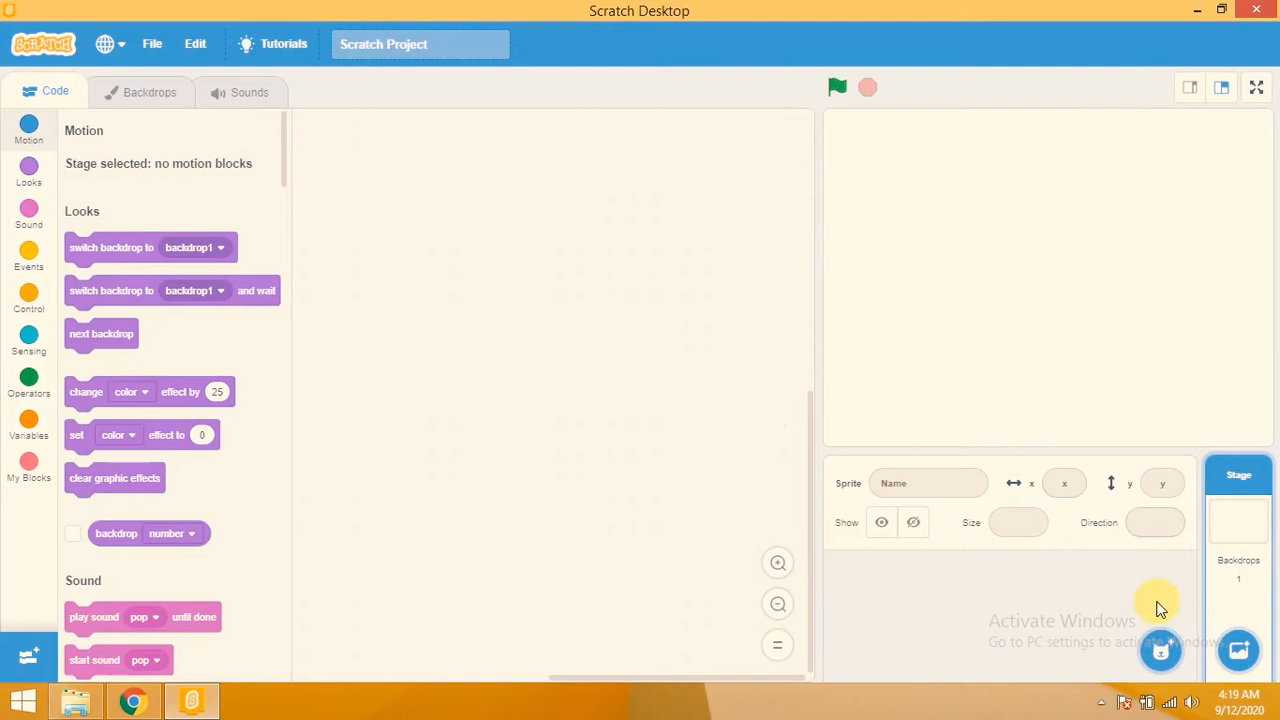 Scratch Desktop
SCRATCH
File
Edit
Tutorials
Scratch Project
Code
Backdrops
Sounds
Motion
Looks
Sound
Events
Control
Sensing
Operators
Variables
My Blocks
Motion
Stage selected: no motion blocks
Looks
switch backdrop to backdrop1
switch backdrop to backdrop1 and wait
next backdrop
change color effect by 25
set color effect to 0
clear graphic effects
backdrop number
Sound
play sound pop until done
start sound pop
Sprite Name x x y y
Show Size Direction
Stage
Backdrops
1
Activate Windows
Go to PC settings to activate Windows.
4:19 AM
9/12/2020